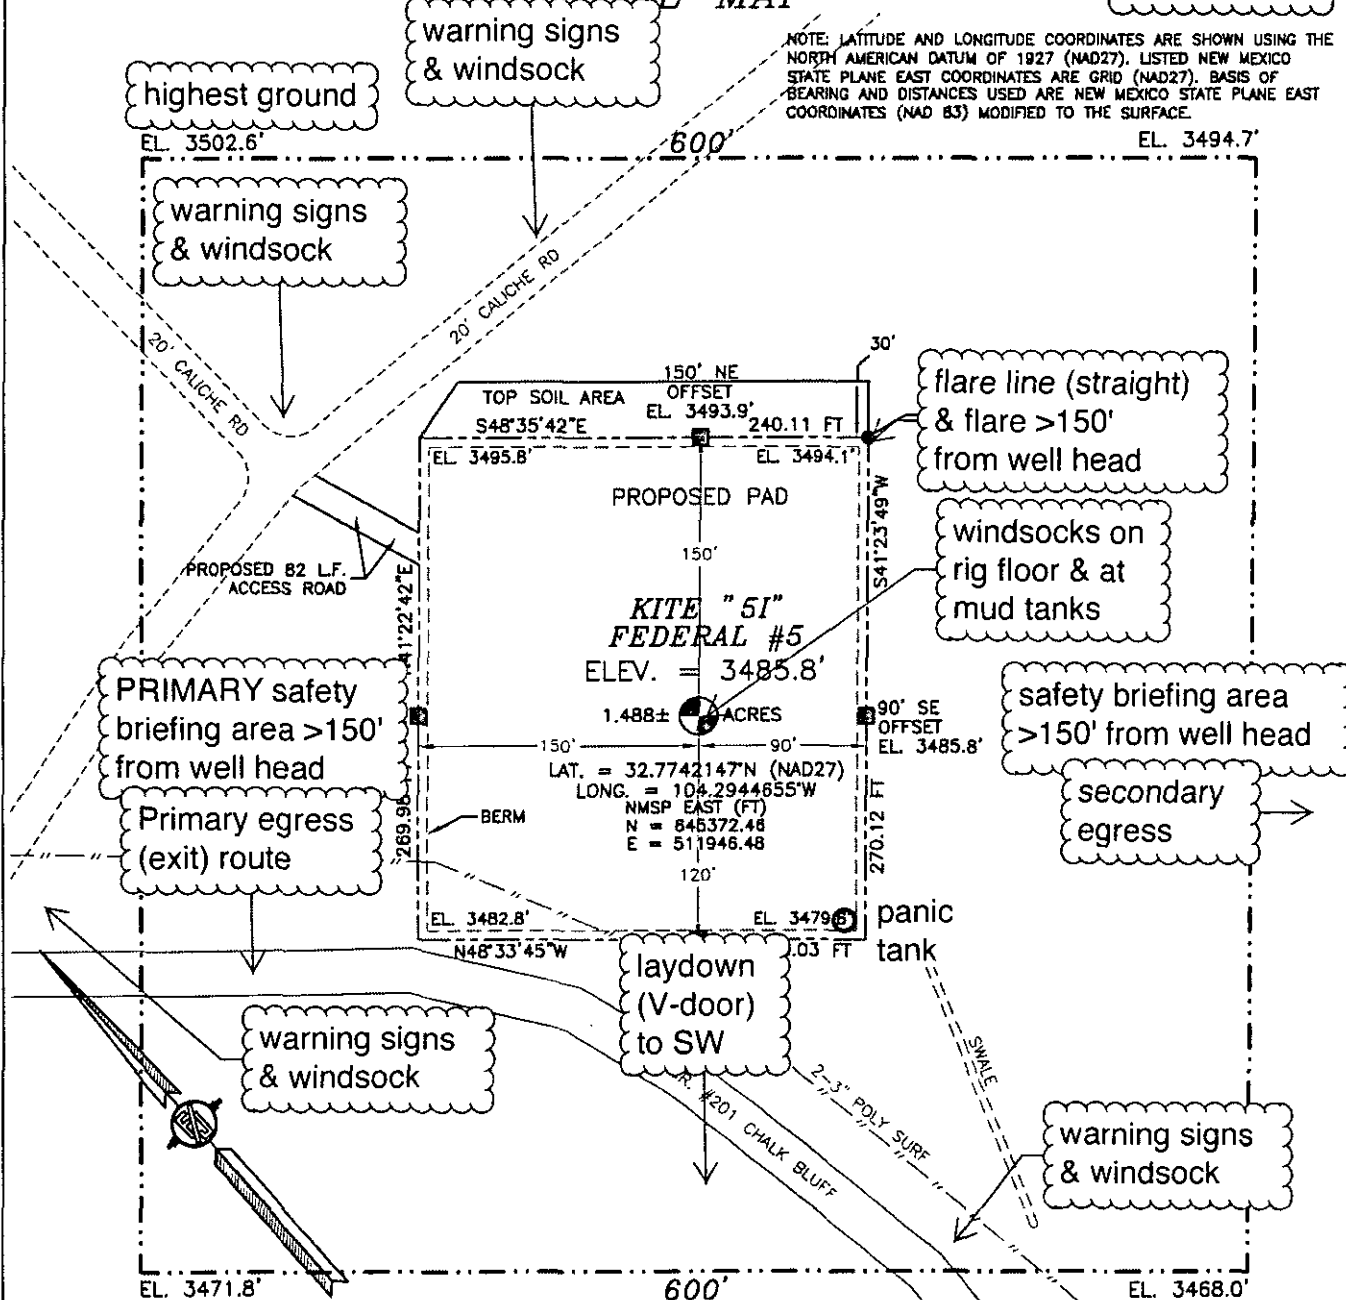 warning signs
& windsock
NOTE: LATITUDE AND LONGITUDE COORDINATES ARE SHOWN USING THE
NORTH AMERICAN DATUM OF 1927 (NAD27). LISTED NEW MEXICO
STATE PLANE EAST COORDINATES ARE GRID (NAD27). BASIS OF
BEARING AND DISTANCES USED ARE NEW MEXICO STATE PLANE EAST
COORDINATES (NAD 83) MODIFIED TO THE SURFACE.
highest ground
EL. 3502.6'
600'
EL. 3494.7'
warning signs
& windsock
20' CALICHE RD
20' CALICHE RD
30'
150' NE
OFFSET
EL. 3493.9'
TOP SOIL AREA
S48°35'42"E
240.11 FT
flare line (straight)
& flare >150'
from well head
EL. 3495.8'
EL. 3494.1'
PROPOSED PAD
S41°23'49"W
windsocks on
rig floor & at
mud tanks
150'
PROPOSED 82 L.F.
ACCESS ROAD
41°22'42"E
KITE "5I"
FEDERAL #5
ELEV. = 3485.8'
PRIMARY safety
briefing area >150'
from well head
1.488± ACRES
90' SE
OFFSET
EL. 3485.8'
safety briefing area
>150' from well head
150'
90'
LAT. = 32.7742147°N (NAD27)
LONG. = 104.2944655°W
NMSP EAST (FT)
N = 645372.46
E = 511946.48
secondary
egress
Primary egress
(exit) route
269.96
BERM
270.12 FT
120'
EL. 3482.8'
EL. 3479.6'
panic
tank
N48°33'45"W
.03 FT
laydown
(V-door)
to SW
warning signs
& windsock
SWALE
2-3" POLY SURF
R. #201 CHALK BLUFF
warning signs
& windsock
EL. 3471.8'
600'
EL. 3468.0'